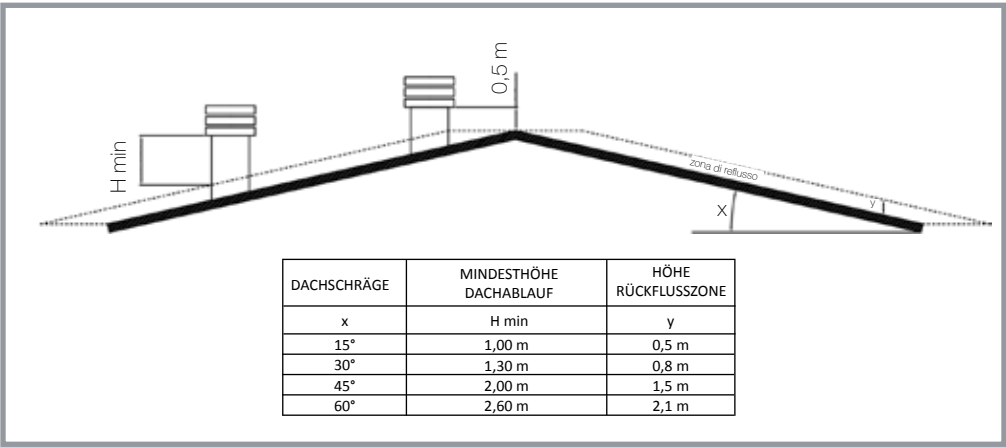 0,5 m
H min
zona di reflusso
X
y
DACHSCHRÄGE
MINDESTHÖHE
DACHABLAUF
HÖHE
RÜCKFLUSSZONE
x H min y
15° 1,00 m 0,5 m
30° 1,30 m 0,8 m
45° 2,00 m 1,5 m
60° 2,60 m 2,1 m